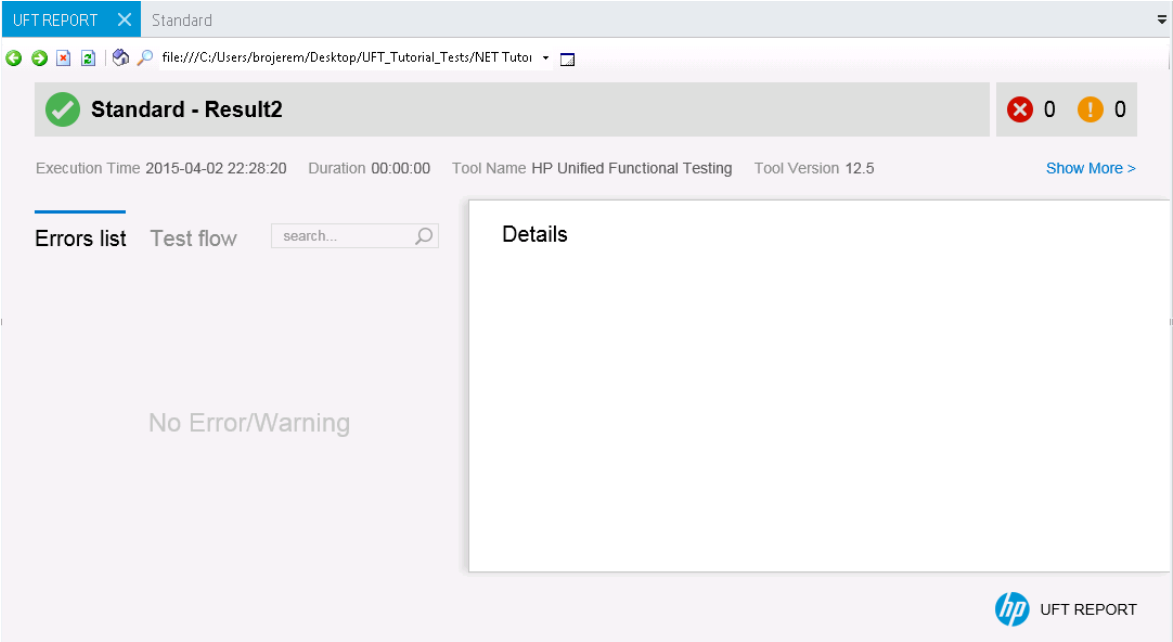 UFT REPORT Standard
file:///C:/Users/brojerem/Desktop/UFT_Tutorial_Tests/NET Tutor
Standard - Result2 0 ! 0
Execution Time 2015-04-02 22:28:20 Duration 00:00:00 Tool Name HP Unified Functional Testing Tool Version 12.5 Show More >
Errors list Test flow search... Details
No Error/Warning
hp UFT REPORT